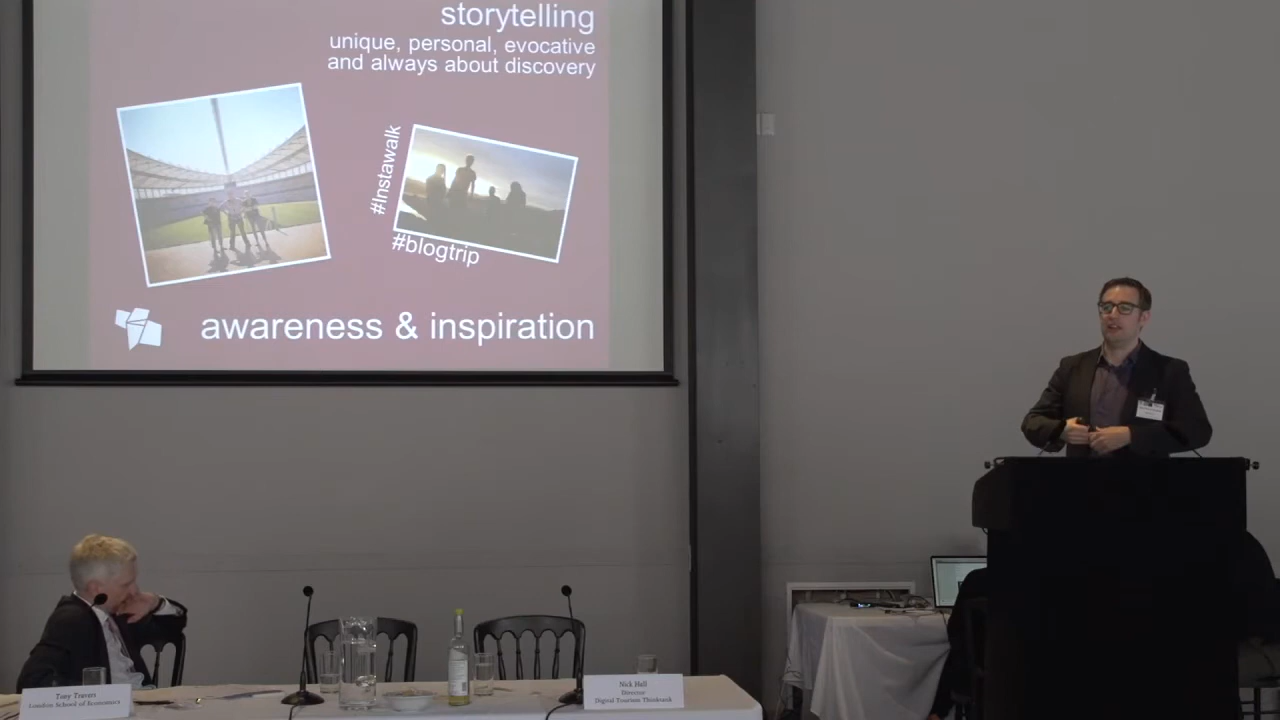 storytelling
unique, personal, evocative
and always about discovery
#Instawalk
#blogtrip
awareness & inspiration
Tony Travers
London School of Economics
Nick Hall
Director
Digital Tourism Thinktank